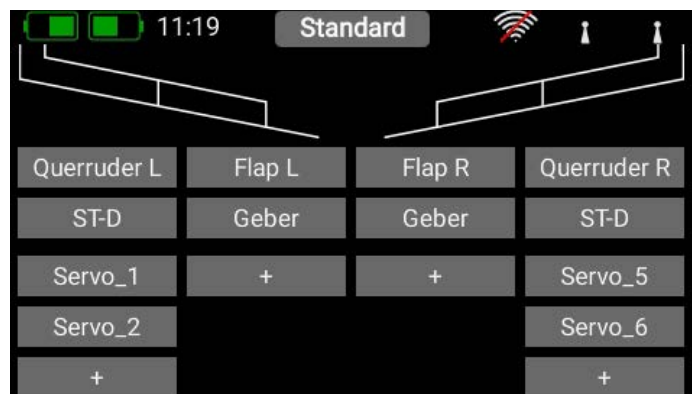 11:19 Standard
Querruder L Flap L Flap R Querruder R
ST-D Geber Geber ST-D
Servo_1 + + Servo_5
Servo_2 Servo_6
+ +